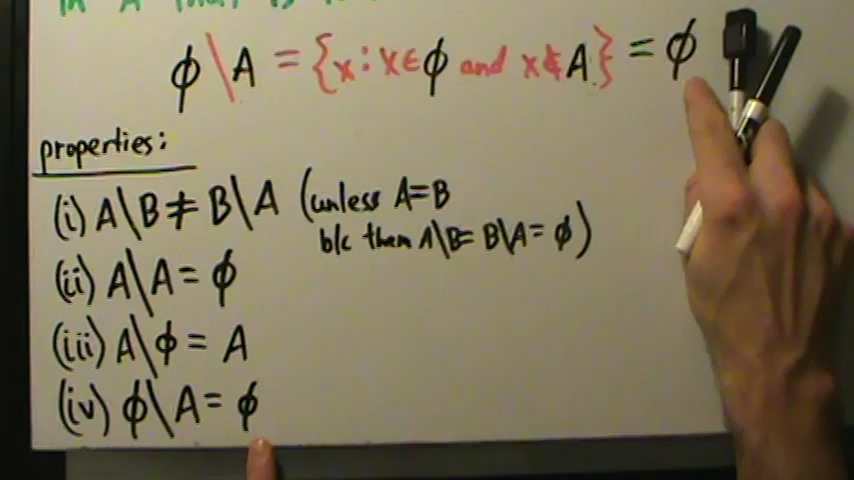 ϕ\A = {x : x∈ϕ and x∉A} = ϕ
properties:
(i) A\B ≠ B\A (unless A=B
b/c then A\B = B\A = ϕ)
(ii) A\A = ϕ
(iii) A\ϕ = A
(iv) ϕ\A = ϕ